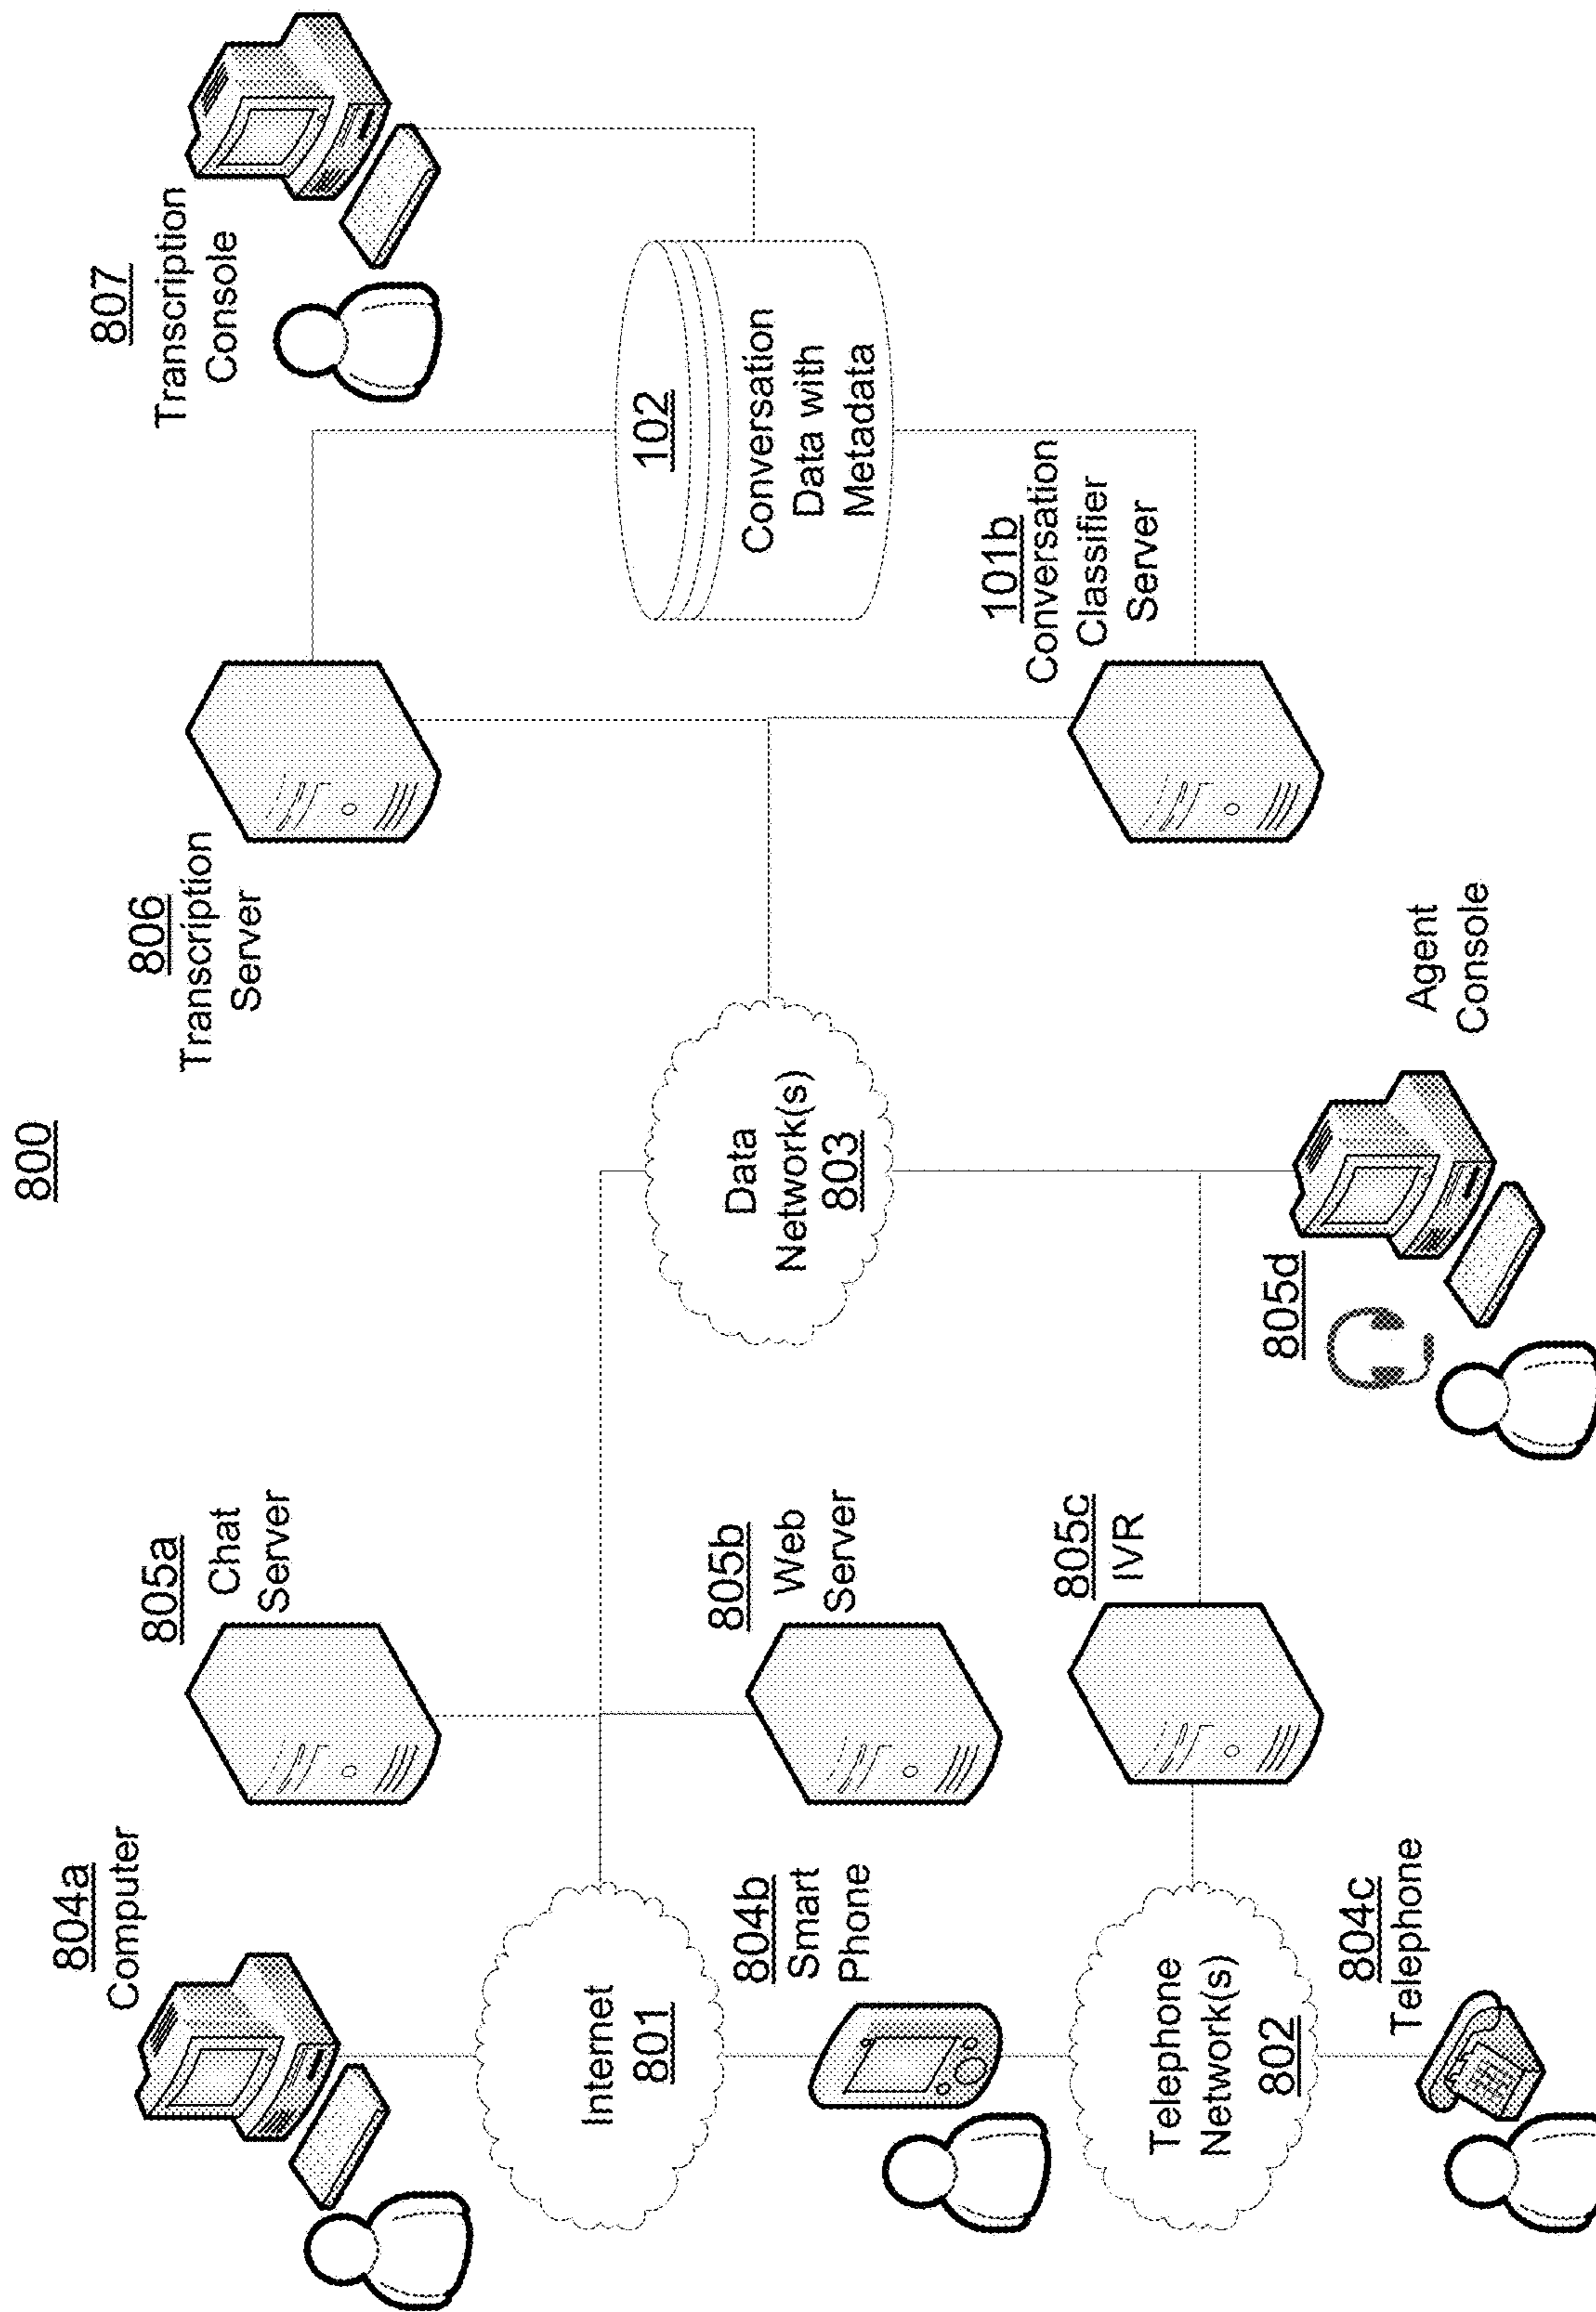 800
804a
Computer
805a
Chat
Server
806
Transcription
Server
807
Transcription
Console
Internet
801
804b
Smart
Phone
805b
Web
Server
Data
Network(s)
803
102
Conversation
Data with
Metadata
Telephone
Network(s)
802
805c
IVR
101b
Conversation
Classifier
Server
804c
Telephone
805d
Agent
Console